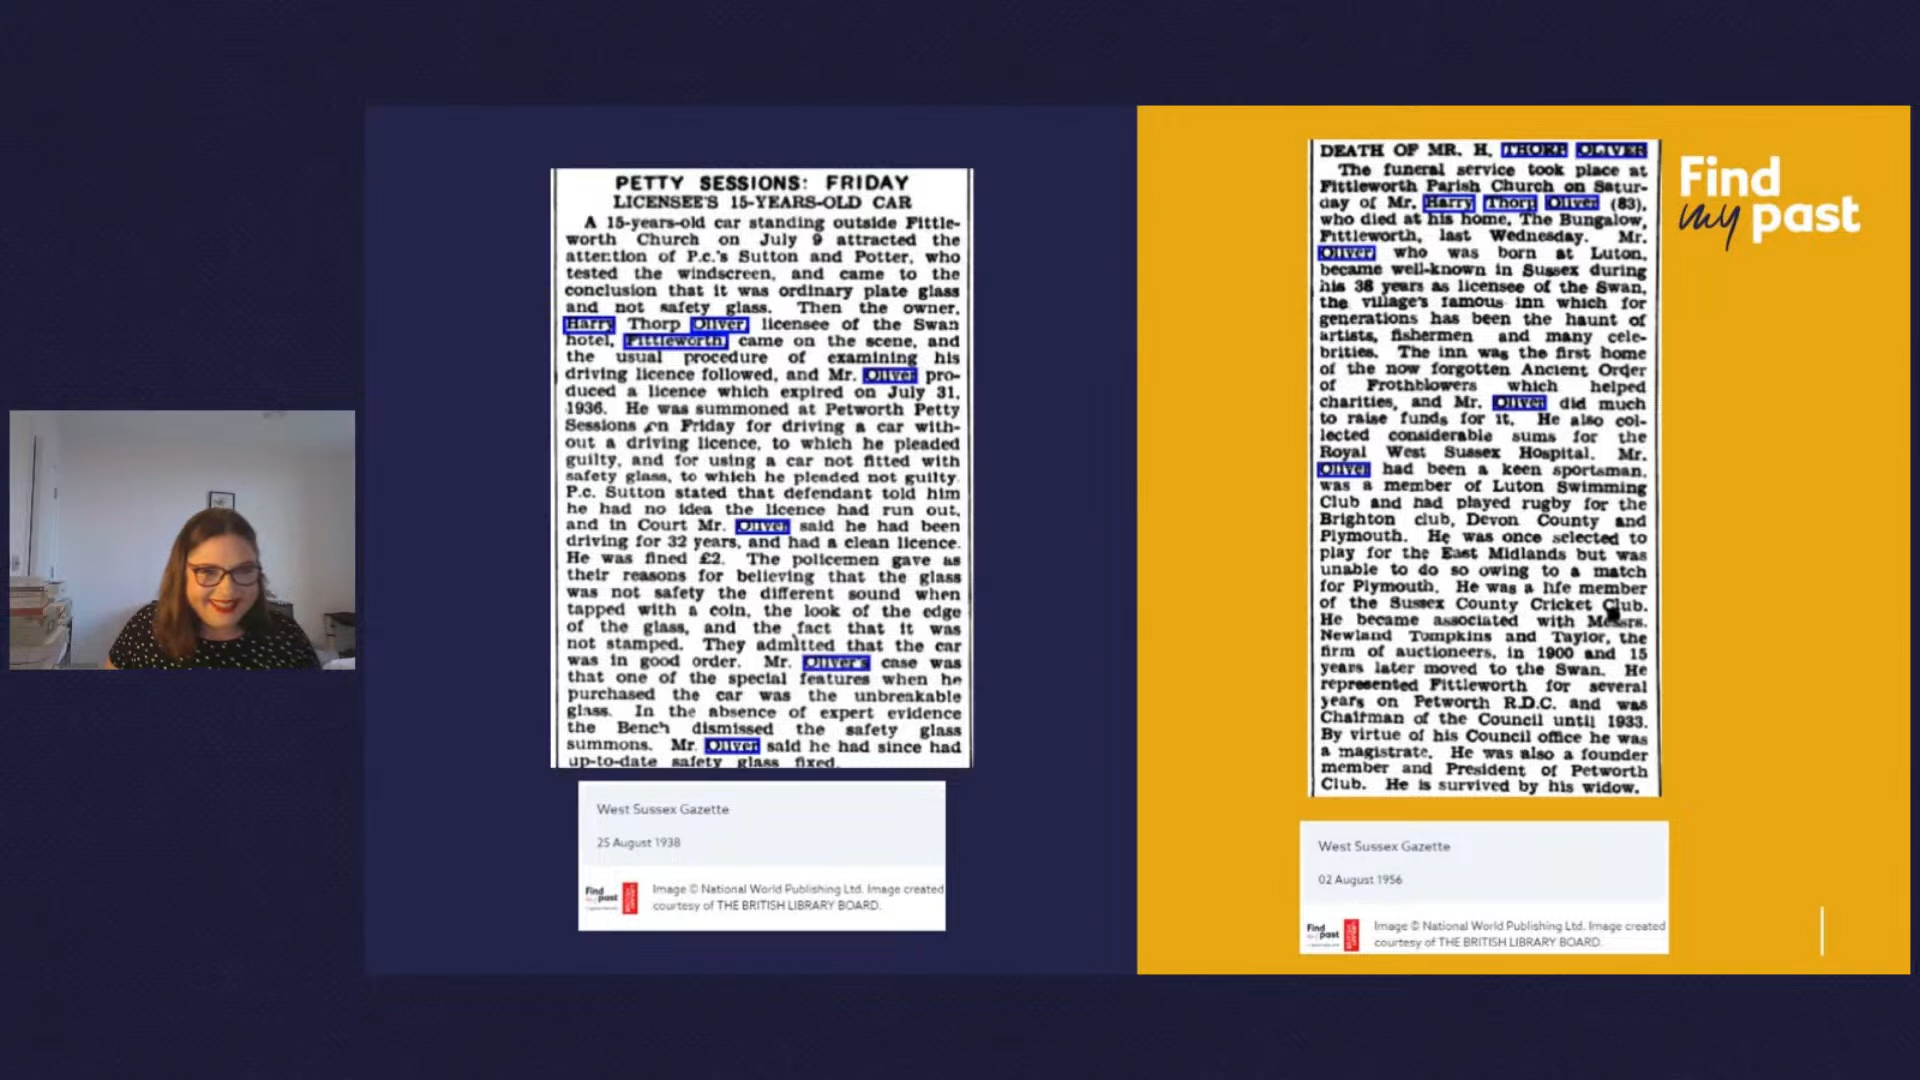 PETTY SESSIONS: FRIDAY
LICENSEE'S 15-YEARS-OLD CAR
A 15-years-old car standing outside Fittle-
worth Church on July 9 attracted the
attention of P.c.'s Sutton and Potter, who
tested the windscreen, and came to the
conclusion that it was ordinary plate glass
and not safety glass. Then the owner,
Harry Thorp Oliver, licensee of the Swan
hotel, Fittleworth, came on the scene, and
the usual procedure of examining his
driving licence followed, and Mr. Oliver pro-
duced a licence which expired on July 31,
1936. He was summoned at Petworth Petty
Sessions on Friday for driving a car with-
out a driving licence, to which he pleaded
guilty, and for using a car not fitted with
safety glass, to which he pleaded not guilty.
P.c. Sutton stated that defendant told him
he had no idea the licence had run out,
and in Court Mr. Oliver said he had been
driving for 32 years, and had a clean licence.
He was fined £2. The policemen gave as
their reasons for believing that the glass
was not safety the different sound when
tapped with a coin, the look of the edge
of the glass, and the fact that it was
not stamped. They admitted that the car
was in good order. Mr. Oliver's case was
that one of the special features when he
purchased the car was the unbreakable
glass. In the absence of expert evidence
the Bench dismissed the safety glass
summons. Mr. Oliver said he had since had
up-to-date safety glass fixed.
West Sussex Gazette
25 August 1938
Find my past
Image © National World Publishing Ltd. Image created
courtesy of THE BRITISH LIBRARY BOARD.
DEATH OF MR. H. THORP OLIVER
The funeral service took place at
Fittleworth Parish Church on Satur-
day of Mr. Harry Thorp Oliver (83),
who died at his home, The Bungalow,
Fittleworth, last Wednesday. Mr.
Oliver, who was born at Luton,
became well-known in Sussex during
his 38 years as licensee of the Swan,
the village's famous inn which for
generations has been the haunt of
artists, fishermen and many cele-
brities. The inn was the first home
of the now forgotten Ancient Order
of Frothblowers which helped
charities, and Mr. Oliver did much
to raise funds for it. He also col-
lected considerable sums for the
Royal West Sussex Hospital. Mr.
Oliver had been a keen sportsman,
was a member of Luton Swimming
Club and had played rugby for the
Brighton club, Devon County and
Plymouth. He was once selected to
play for the East Midlands but was
unable to do so owing to a match
for Plymouth. He was a life member
of the Sussex County Cricket Club.
He became associated with Messrs.
Newland Tompkins and Taylor, the
firm of auctioneers, in 1900 and 15
years later moved to the Swan. He
represented Fittleworth for several
years on Petworth R.D.C. and was
Chairman of the Council until 1933.
By virtue of his Council office he was
a magistrate. He was also a founder
member and President of Petworth
Club. He is survived by his widow.
West Sussex Gazette
02 August 1956
Find my past
Image © National World Publishing Ltd. Image created
courtesy of THE BRITISH LIBRARY BOARD.
Find
my past